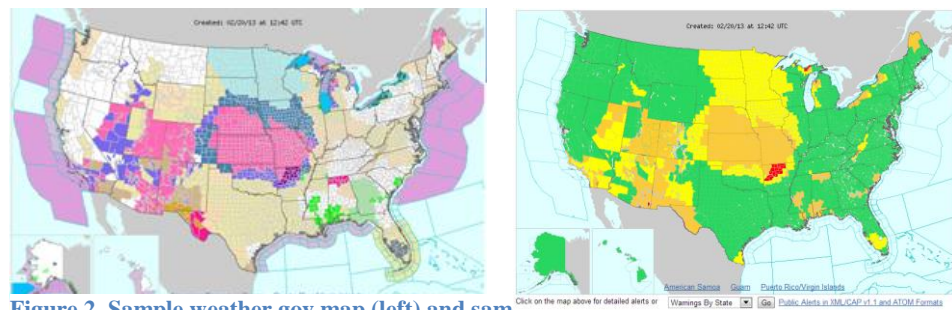 Created: 02/20/13 at 12:42 UTC
Created: 02/20/13 at 12:42 UTC
American Samoa Guam Puerto Rico/Virgin Islands
Click on the map above for detailed alerts or Warnings By State Go Public Alerts in XML/CAP v1.1 and ATOM Formats
Figure 2. Sample weather.gov map (left) and sam